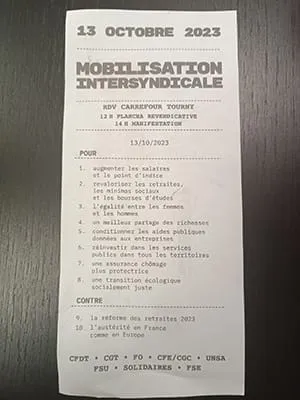 13 OCTOBRE 2023
MOBILISATION
INTERSYNDICALE
RDV CARREFOUR TOURNY
12 H PLANCHA REVENDICATIVE
14 H MANIFESTATION
13/10/2023
POUR
1. augmenter les salaires
et le point d'indice
2. revaloriser les retraites,
les minimas sociaux
et les bourses d'études
3. l'égalité entre les femmes
et les hommes
4. un meilleur partage des richesses
5. conditionner les aides publiques
données aux entreprises
6. réinvestir dans les services
publics dans tous les territoires
7. une assurance chômage
plus protectrice
8. une transition écologique
socialement juste
CONTRE
9. la réforme des retraites 2023
10. l'austérité en France
comme en Europe
CFDT • CGT • FO • CFE/CGC • UNSA
FSU • SOLIDAIRES • FSE